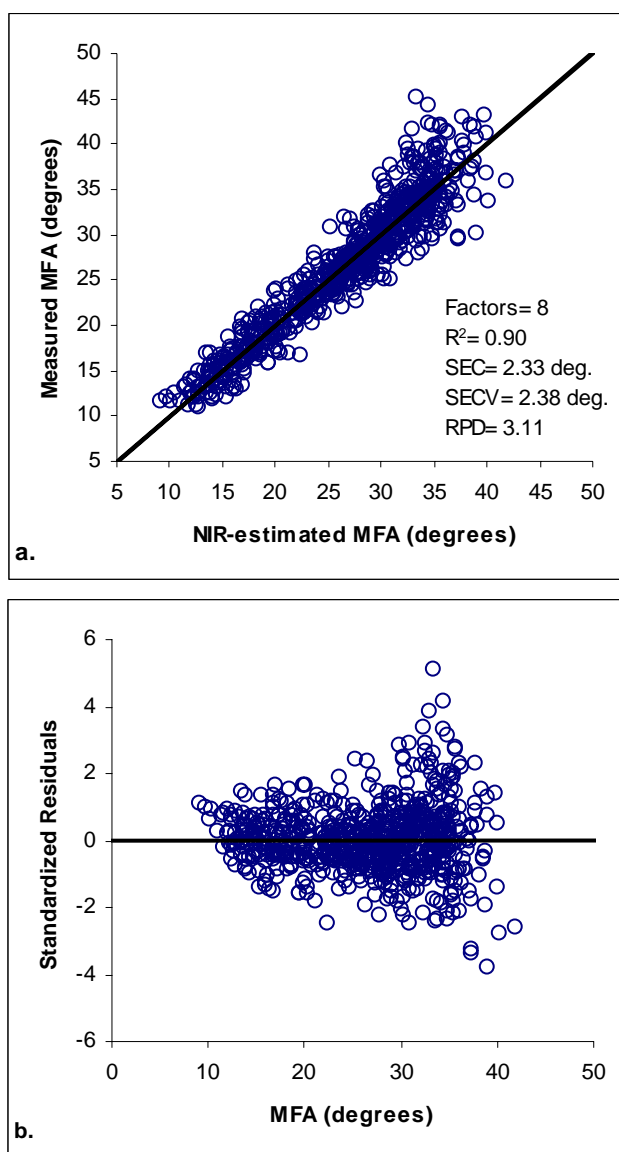 50
45
40
35
30
25
20
15
10
5
Measured MFA (degrees)
Factors= 8
R²= 0.90
SEC= 2.33 deg.
SECV= 2.38 deg.
RPD= 3.11
5 10 15 20 25 30 35 40 45 50
NIR-estimated MFA (degrees)
a.
6
4
2
0
-2
-4
-6
Standardized Residuals
0 10 20 30 40 50
MFA (degrees)
b.